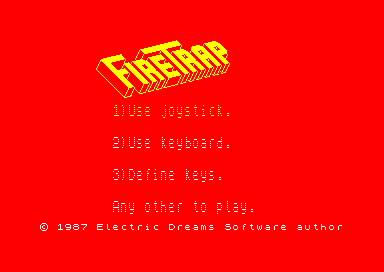 FIRETRAP
1)Use joystick.
2)Use keyboard.
3)Define keys.
Any other to play.
© 1987 Electric Dreams Software author